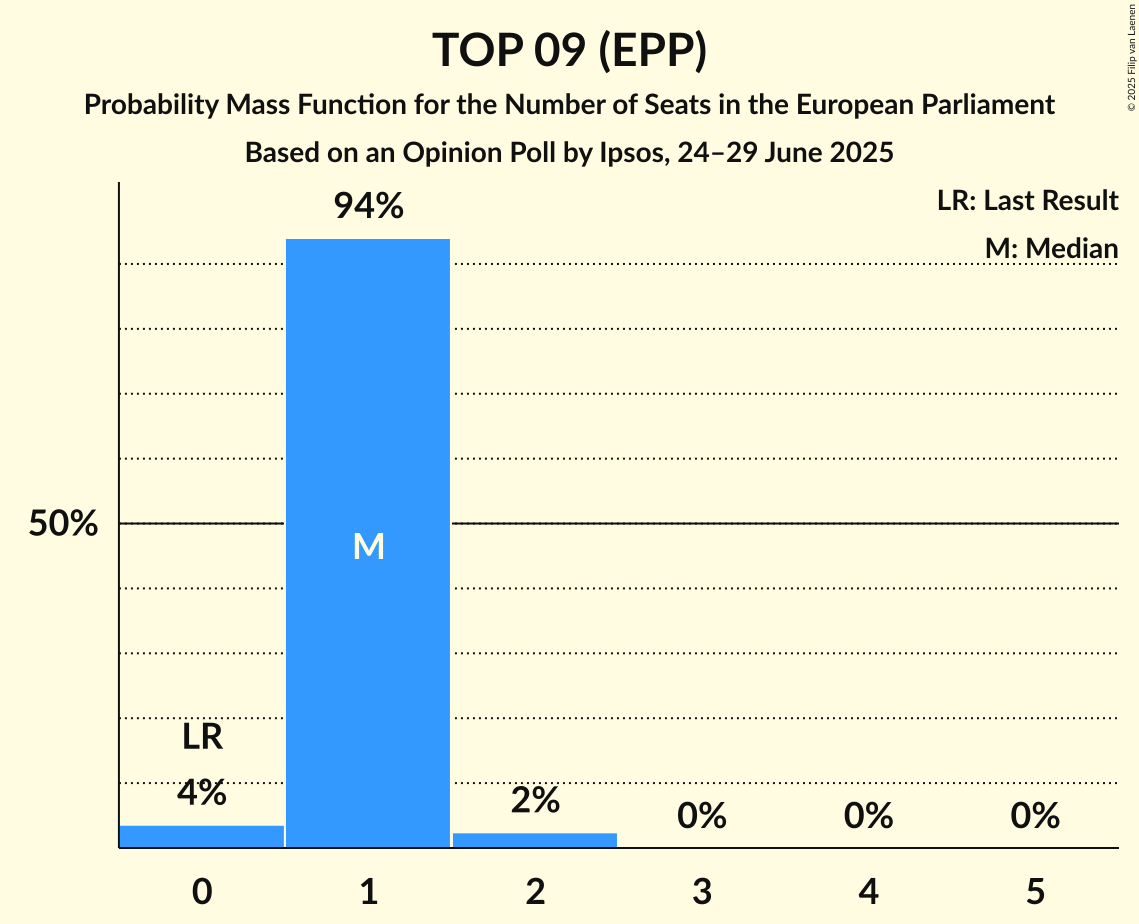 TOP 09 (EPP)
Probability Mass Function for the Number of Seats in the European Parliament
Based on an Opinion Poll by Ipsos, 24–29 June 2025
© 2025 Filip van Laenen
LR: Last Result
M: Median
94%
50%
M
LR
4%
2%
0%
0%
0%
0
1
2
3
4
5